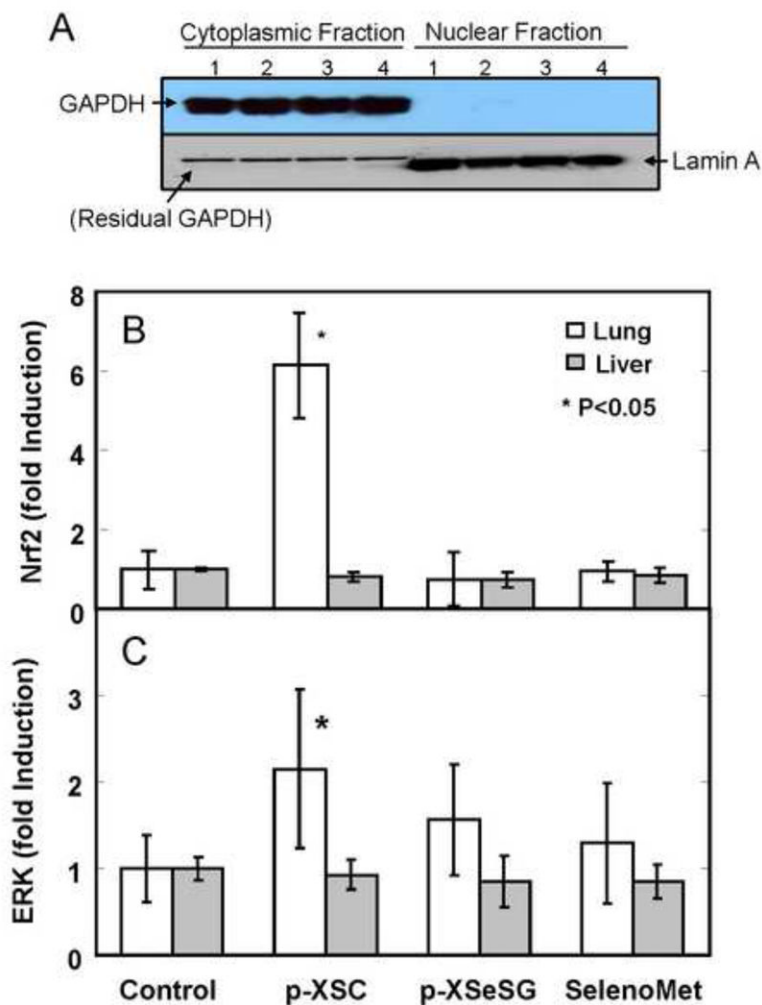 A
Cytoplasmic Fraction Nuclear Fraction
1 2 3 4 1 2 3 4
GAPDH
Lamin A
(Residual GAPDH)
B
Nrf2 (fold Induction)
8
6
4
2
0
Lung
Liver
* P<0.05
*
C
ERK (fold Induction)
3
2
1
0
*
Control p-XSC p-XSeSG SelenoMet